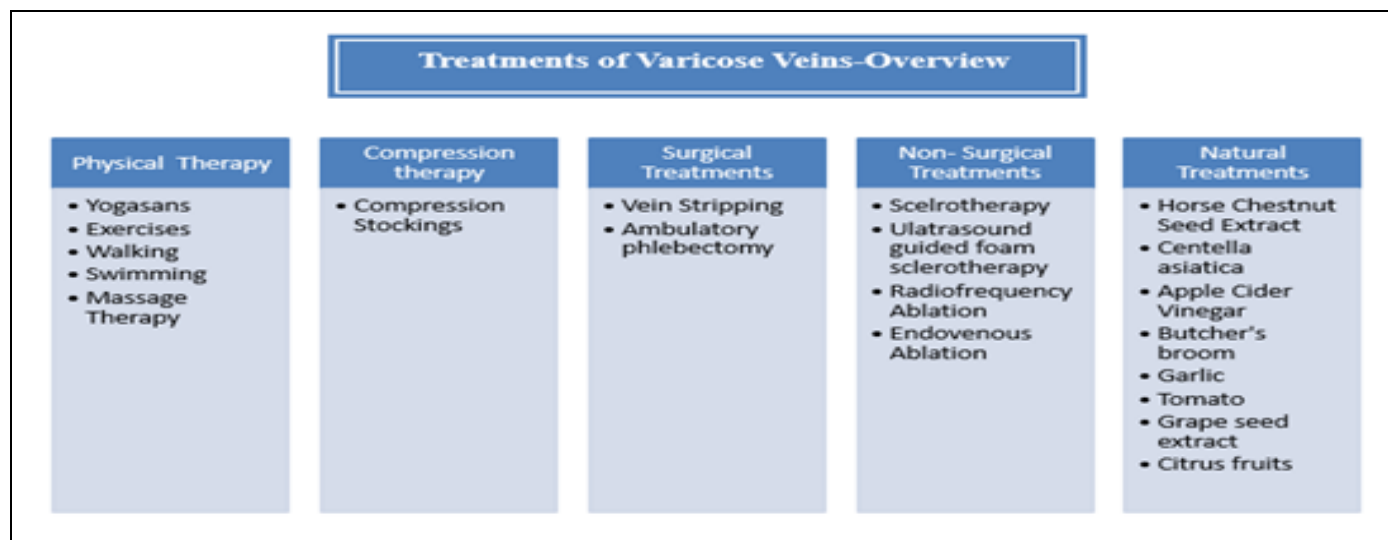 Treatments of Varicose Veins-Overview
Physical Therapy
• Yogasans
• Exercises
• Walking
• Swimming
• Massage
Therapy
Compression
therapy
• Compression
Stockings
Surgical
Treatments
• Vein Stripping
• Ambulatory
phlebectomy
Non- Surgical
Treatments
• Scelrotherapy
• Ulatrasound
guided foam
sclerotherapy
• Radiofrequency
Ablation
• Endovenous
Ablation
Natural
Treatments
• Horse Chestnut
Seed Extract
• Centella
asiatica
• Apple Cider
Vinegar
• Butcher's
broom
• Garlic
• Tomato
• Grape seed
extract
• Citrus fruits